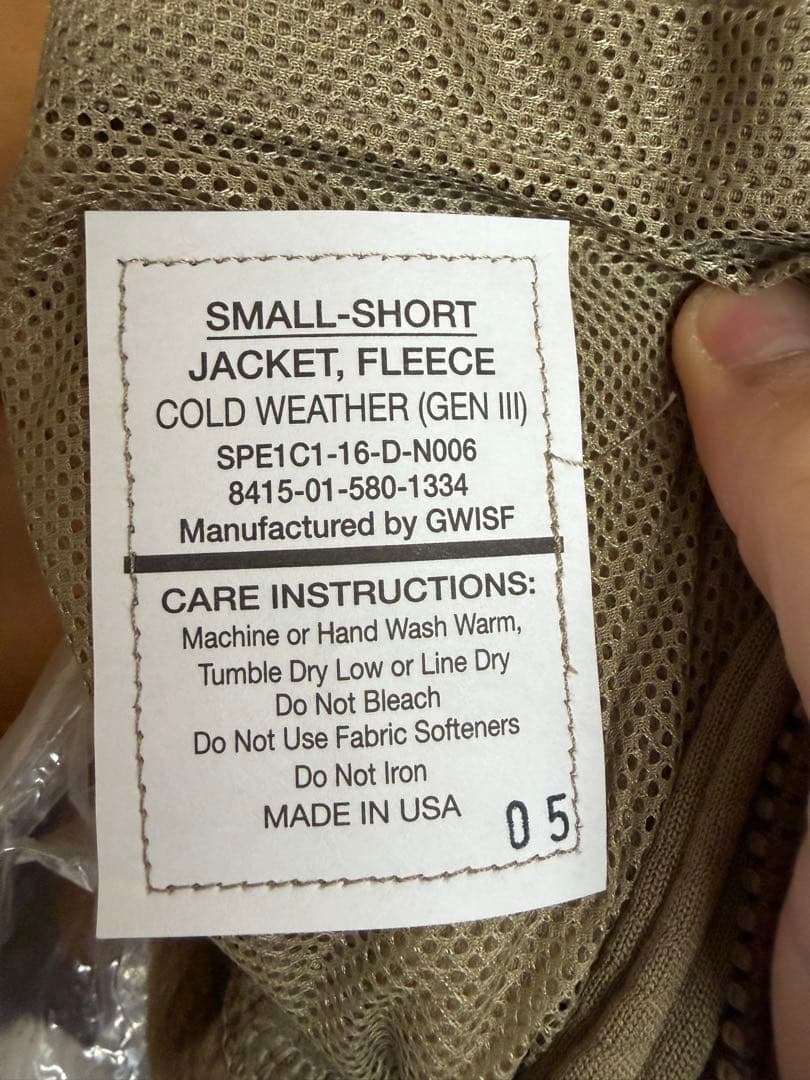 SMALL-SHORT
JACKET, FLEECE
COLD WEATHER (GEN III)
SPE1C1-16-D-N006
8415-01-580-1334
Manufactured by GWISF
CARE INSTRUCTIONS:
Machine or Hand Wash Warm,
Tumble Dry Low or Line Dry
Do Not Bleach
Do Not Use Fabric Softeners
Do Not Iron
MADE IN USA
05